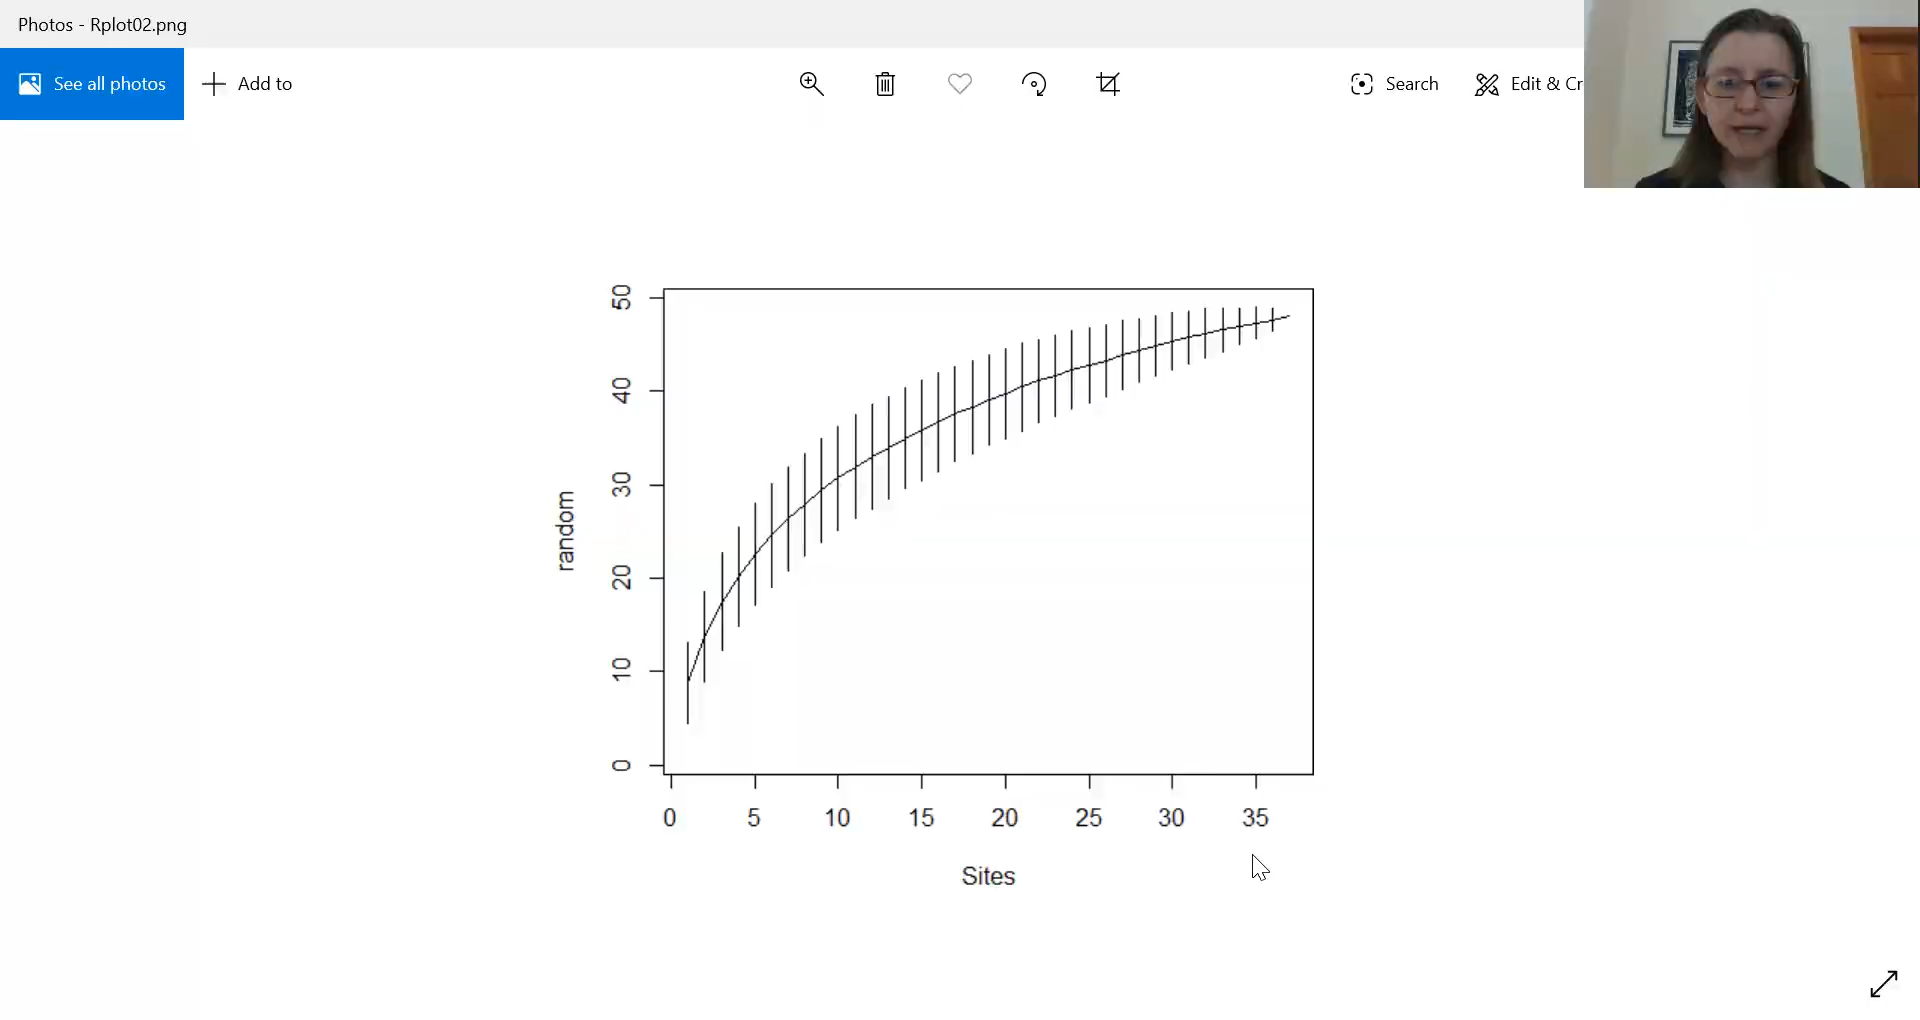 Photos - Rplot02.png
See all photos
Add to
Search
Edit & Cr
50
40
30
20
10
0
random
0 5 10 15 20 25 30 35
Sites